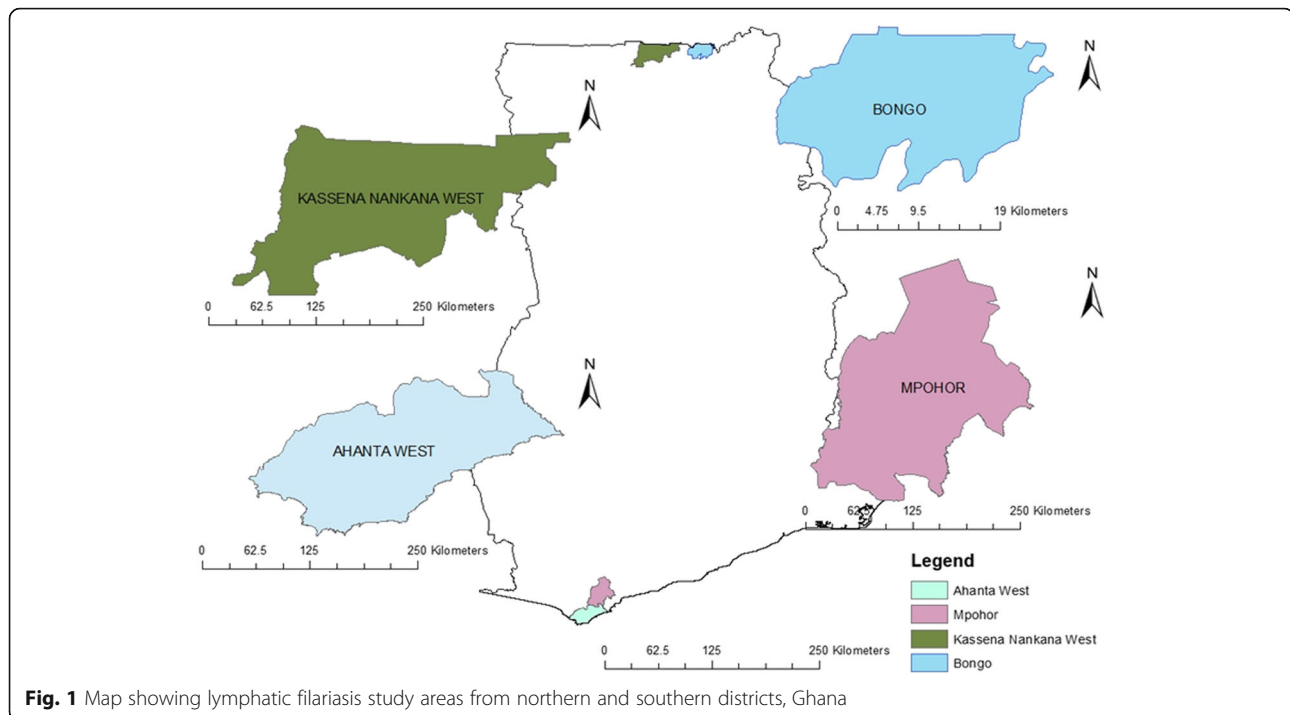 N
N
BONGO
KASSENA NANKANA WEST
0 4.75 9.5 19 Kilometers
0 62.5 125 250 Kilometers
N
N
MPOHOR
AHANTA WEST
0 62.5 125 250 Kilometers
0 62.5 125 250 Kilometers
Legend
Ahanta West
Mpohor
Kassena Nankana West
Bongo
0 62.5 125 250 Kilometers
Fig. 1 Map showing lymphatic filariasis study areas from northern and southern districts, Ghana